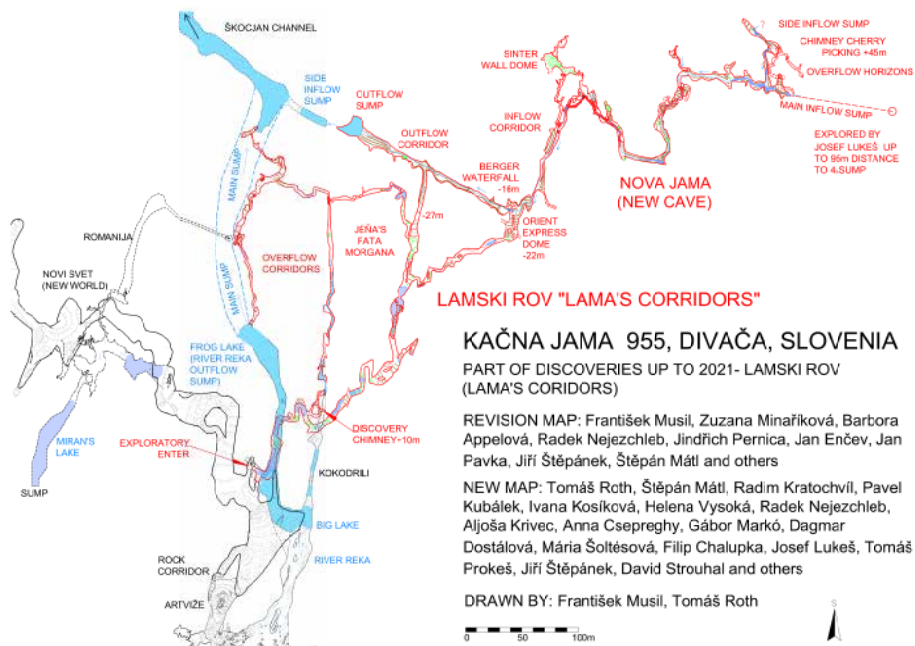 ŠKOCJAN CHANNEL
SIDE
INFLOW
SUMP
CUTFLOW
SUMP
OUTFLOW
CORRIDOR
SINTER
WALL DOME
INFLOW
CORRIDOR
BERGER
WATERFALL
-16m
ORIENT
EXPRESS
DOME
-22m
NOVA JAMA
(NEW CAVE)
SIDE INFLOW SUMP
?
CHIMNEY CHERRY
PICKING +45m
OVERFLOW HORIZONS
MAIN INFLOW SUMP
EXPLORED BY
JOSEF LUKEŠ UP
TO 95m DISTANCE
TO 4.SUMP
MAIN SUMP
MAIN SUMP
-27m
JEŇA'S
FATA
MORGANA
OVERFLOW
CORRIDORS
ROMANIJA
NOVI SVET
(NEW WORLD)
FROG LAKE
(RIVER REKA
OUTFLOW
SUMP)
MIRAN'S
LAKE
SUMP
EXPLORATORY
ENTER
DISCOVERY
CHIMNEY-10m
KOKODRILI
BIG LAKE
RIVER REKA
ROCK
CORRIDOR
ARTVIŽE
LAMSKI ROV "LAMA'S CORRIDORS"
KAČNA JAMA 955, DIVAČA, SLOVENIA
PART OF DISCOVERIES UP TO 2021- LAMSKI ROV
(LAMA'S CORIDORS)
REVISION MAP: František Musil, Zuzana Minaříková, Barbora
Appelová, Radek Nejezchleb, Jindřich Pernica, Jan Enčev, Jan
Pavka, Jiří Štěpánek, Štěpán Mátl and others
NEW MAP: Tomáš Roth, Štěpán Mátl, Radim Kratochvíl, Pavel
Kubálek, Ivana Kosíková, Helena Vysoká, Radek Nejezchleb,
Aljoša Krivec, Anna Csepreghy, Gábor Markó, Dagmar
Dostálová, Mária Šoltésová, Filip Chalupka, Josef Lukeš, Tomáš
Prokeš, Jiří Štěpánek, David Strouhal and others
DRAWN BY: František Musil, Tomáš Roth
0 50 100m
S